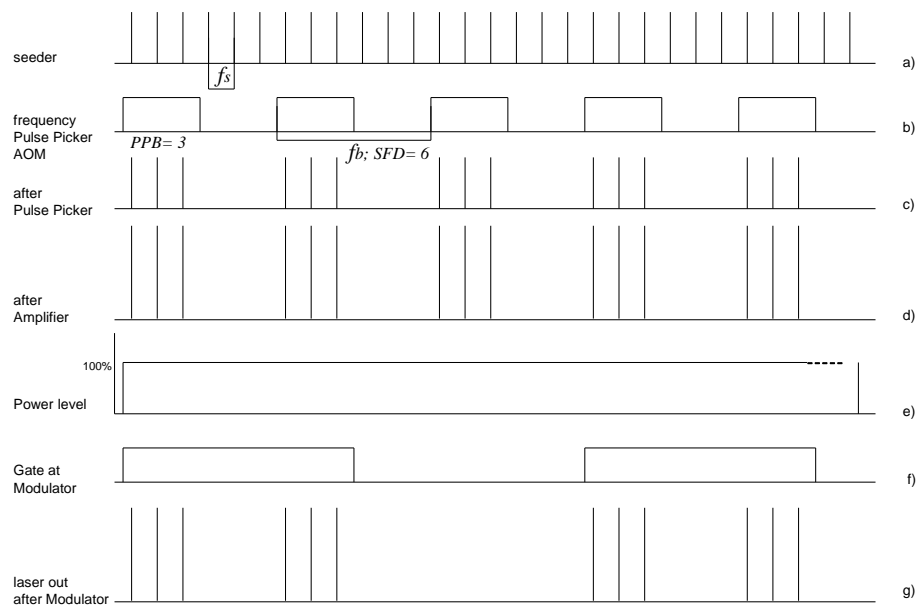 seeder
a)
fs
frequency
Pulse Picker
AOM
b)
PPB= 3
fb; SFD= 6
after
Pulse Picker
c)
after
Amplifier
d)
100%
Power level
e)
Gate at
Modulator
f)
laser out
after Modulator
g)